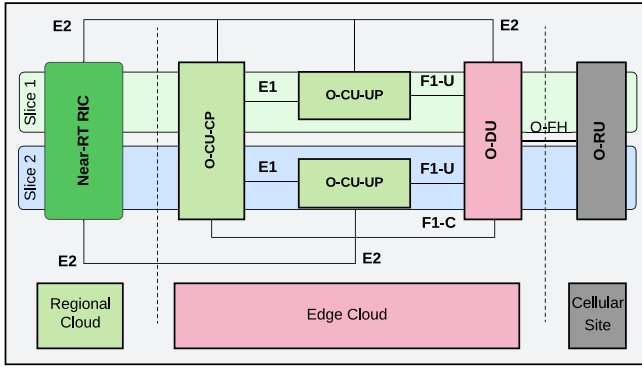 E2
E2
Slice 1
Near-RT RIC
O-CU-CP
E1
O-CU-UP
F1-U
O-DU
O-FH
O-RU
Slice 2
E1
O-CU-UP
F1-U
F1-C
E2
E2
Regional
Cloud
Edge Cloud
Cellular
Site